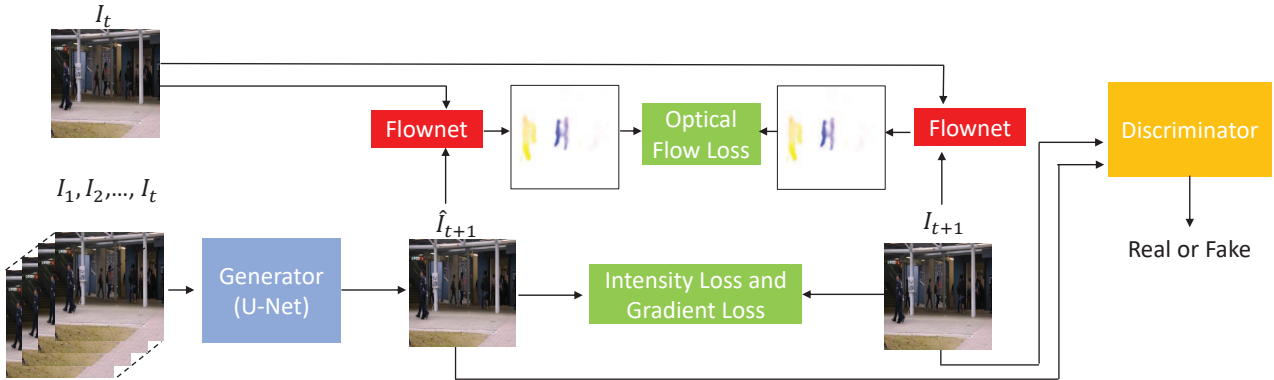 I_t
Flownet
Optical
Flow Loss
Flownet
Discriminator
I_1, I_2,..., I_t
Î_{t+1}
I_{t+1}
Real or Fake
Generator
(U-Net)
Intensity Loss and
Gradient Loss